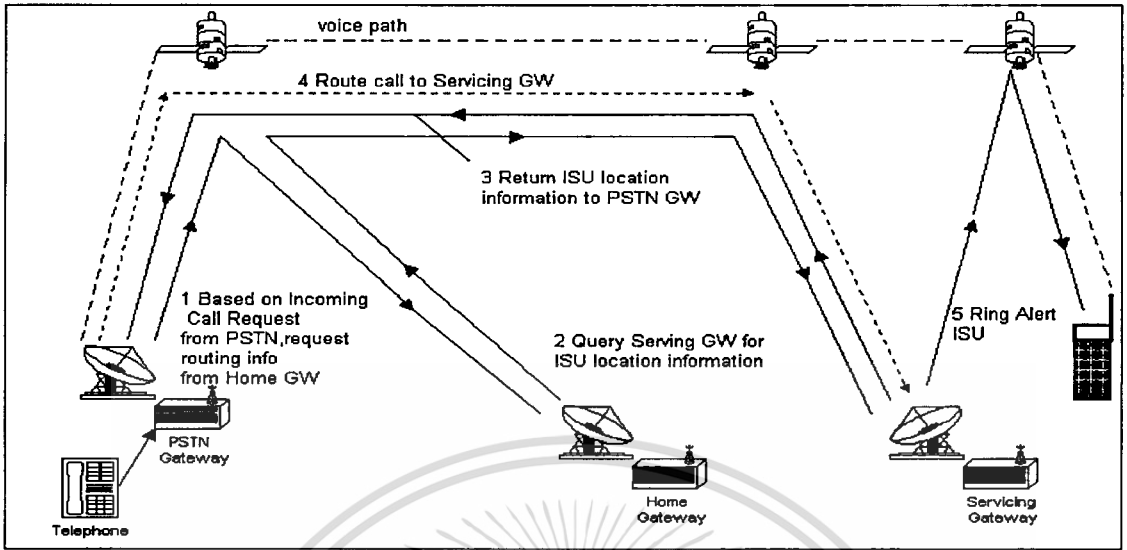 voice path
4 Route call to Servicing GW
3 Return ISU location
information to PSTN GW
1 Based on Incoming
Call Request
from PSTN,request
routing info
from Home GW
2 Query Serving GW for
ISU location information
5 Ring Alert
ISU
PSTN
Gateway
Telephone
Home
Gateway
Servicing
Gateway